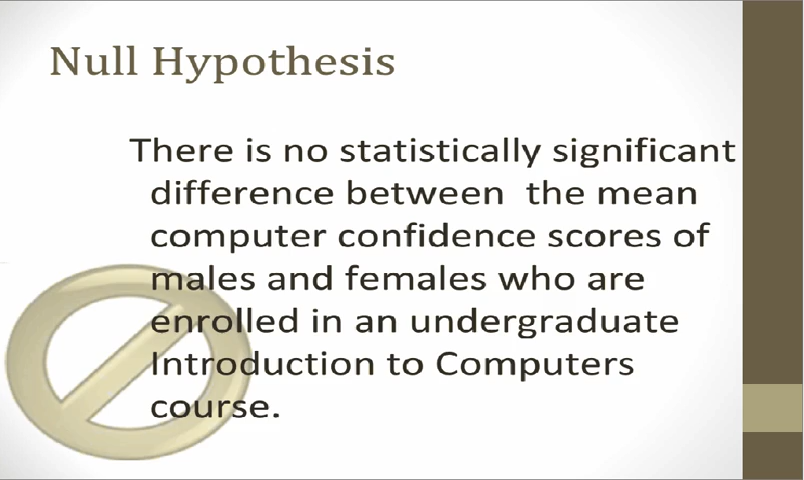 Null Hypothesis
There is no statistically significant
difference between the mean
computer confidence scores of
males and females who are
enrolled in an undergraduate
Introduction to Computers
course.